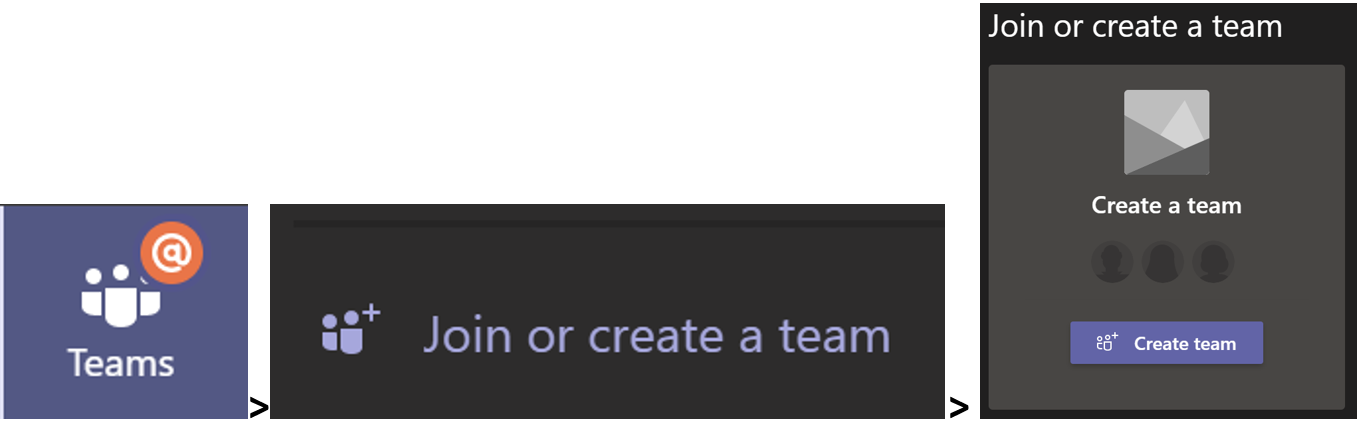 @
Teams
>
Join or create a team
>
Join or create a team
Create a team
Create team